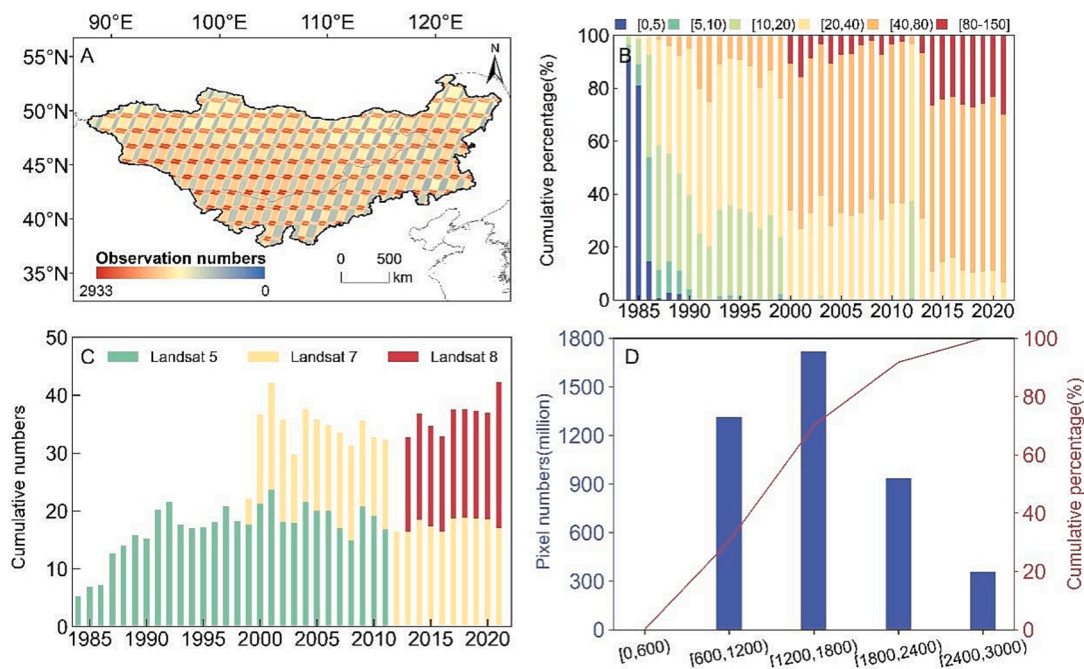 90°E 100°E 110°E 120°E
A
N
55°N
50°N
45°N
40°N
35°N
Observation numbers
2933 0
0 500
km
[0,5) [5,10) [10,20) [20,40) [40,80) [80-150]
B
Cumulative percentage(%)
100
80
60
40
20
0
1985 1990 1995 2000 2005 2010 2015 2020
C
Landsat 5 Landsat 7 Landsat 8
Cumulative numbers
50
40
30
20
10
0
1985 1990 1995 2000 2005 2010 2015 2020
D
Pixel numbers(million)
1800
1500
1200
900
600
300
0
Cumulative percentage(%)
100
80
60
40
20
0
[0,600) [600,1200) [1200,1800) [1800,2400) [2400,3000)